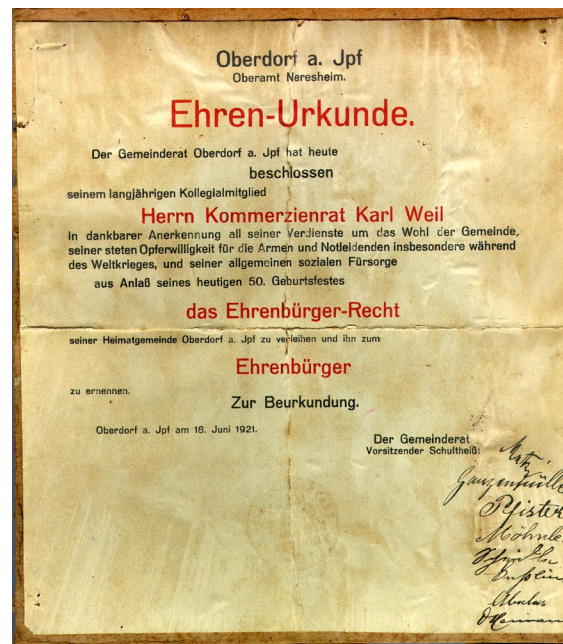 Oberdorf a. Jpf
Oberamt Neresheim.
Ehren-Urkunde.
Der Gemeinderat Oberdorf a. Jpf hat heute
beschlossen
seinem langjährigen Kollegialmitglied
Herrn Kommerzienrat Karl Weil
in dankbarer Anerkennung all seiner Verdienste um das Wohl der Gemeinde,
seiner steten Opferwilligkeit für die Armen und Notleidenden insbesondere während
des Weltkrieges, und seiner allgemeinen sozialen Fürsorge
aus Anlaß seines heutigen 50. Geburtsfestes
das Ehrenbürger-Recht
seiner Heimatgemeinde Oberdorf a. Jpf zu verleihen und ihn zum
Ehrenbürger
zu ernennen.
Zur Beurkundung.
Oberdorf a. Jpf am 18. Juni 1921.
Der Gemeinderat
Vorsitzender Schultheiß:
Pfister
Möhnle